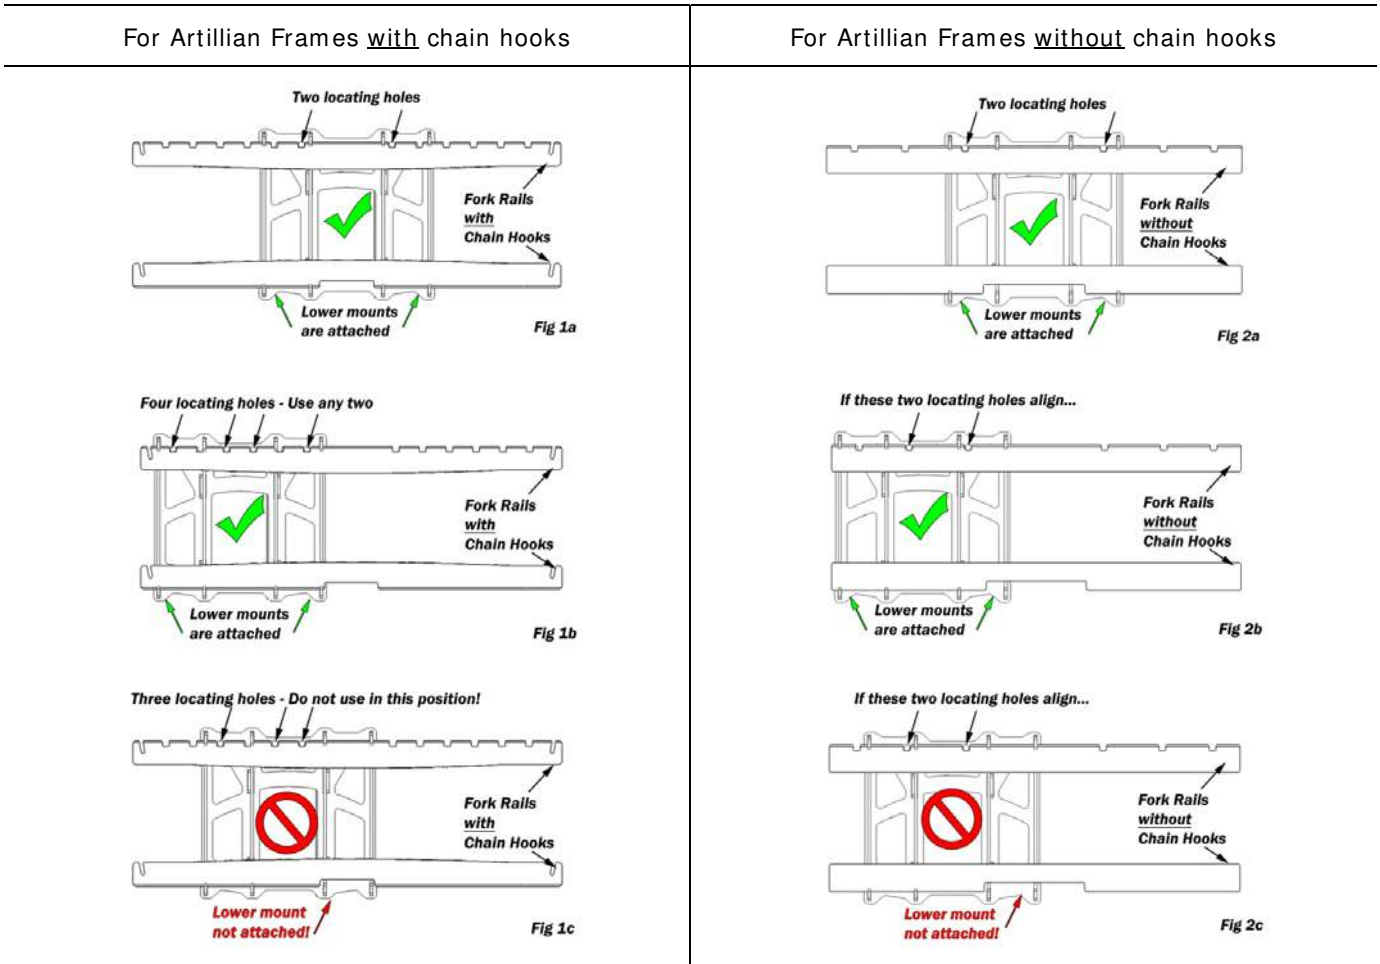 For Artillian Frames with chain hooks
For Artillian Frames without chain hooks
Two locating holes
Fork Rails
with
Chain Hooks
Lower mounts
are attached
Fig 1a
Two locating holes
Fork Rails
without
Chain Hooks
Lower mounts
are attached
Fig 2a
Four locating holes - Use any two
Fork Rails
with
Chain Hooks
Lower mounts
are attached
Fig 1b
If these two locating holes align...
Fork Rails
without
Chain Hooks
Lower mounts
are attached
Fig 2b
Three locating holes - Do not use in this position!
Fork Rails
with
Chain Hooks
Lower mount
not attached!
Fig 1c
If these two locating holes align...
Fork Rails
without
Chain Hooks
Lower mount
not attached!
Fig 2c